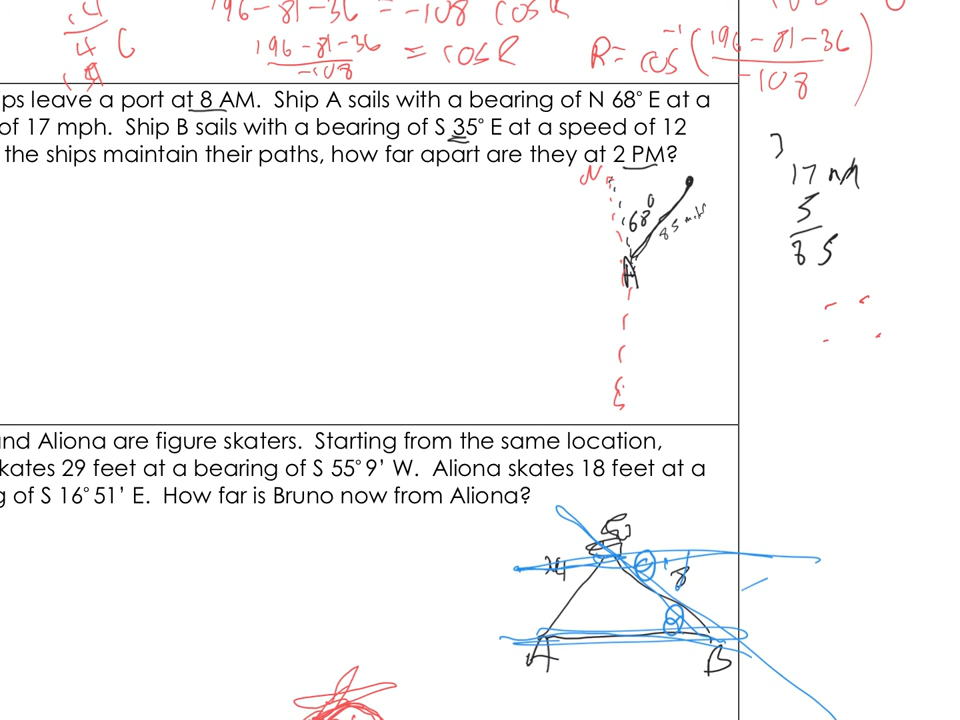 196-81-36 = -108 cos R
196-81-36 / -108 = cos R
R = cos⁻¹ (196-81-36 / -108)
ps leave a port at 8 AM. Ship A sails with a bearing of N 68° E at a
of 17 mph. Ship B sails with a bearing of S 35° E at a speed of 12
the ships maintain their paths, how far apart are they at 2 PM?
N
68°
85 miles
A
S
17 mph
5
85
nd Aliona are figure skaters. Starting from the same location,
kates 29 feet at a bearing of S 55° 9' W. Aliona skates 18 feet at a
g of S 16° 51' E. How far is Bruno now from Aliona?
8
A
B